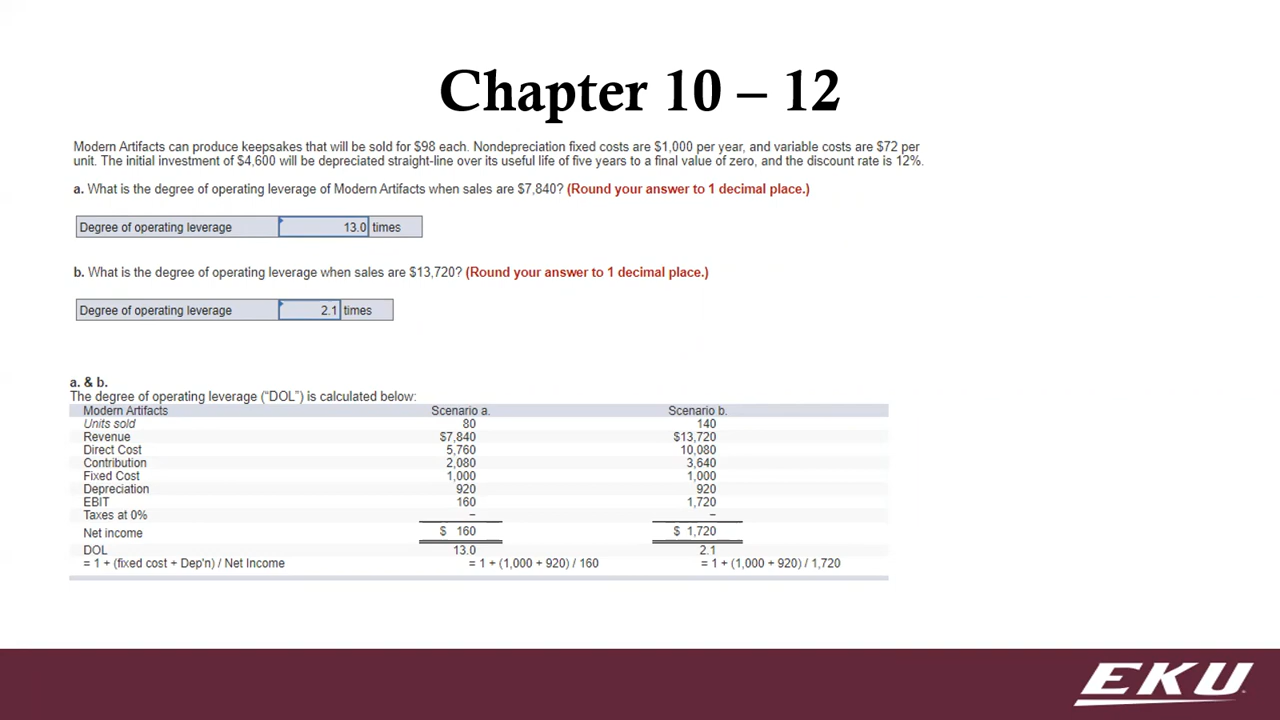 Chapter 10 – 12
Modern Artifacts can produce keepsakes that will be sold for $98 each. Nondepreciation fixed costs are $1,000 per year, and variable costs are $72 per
unit. The initial investment of $4,600 will be depreciated straight-line over its useful life of five years to a final value of zero, and the discount rate is 12%.
a. What is the degree of operating leverage of Modern Artifacts when sales are $7,840? (Round your answer to 1 decimal place.)
Degree of operating leverage 13.0 times
b. What is the degree of operating leverage when sales are $13,720? (Round your answer to 1 decimal place.)
Degree of operating leverage 2.1 times
a. & b.
The degree of operating leverage (“DOL”) is calculated below:
Modern Artifacts Scenario a. Scenario b.
Units sold 80 140
Revenue $7,840 $13,720
Direct Cost 5,760 10,080
Contribution 2,080 3,640
Fixed Cost 1,000 1,000
Depreciation 920 920
EBIT 160 1,720
Taxes at 0% – –
Net income $ 160 $ 1,720
DOL 13.0 2.1
= 1 + (fixed cost + Dep'n) / Net Income = 1 + (1,000 + 920) / 160 = 1 + (1,000 + 920) / 1,720
EKU